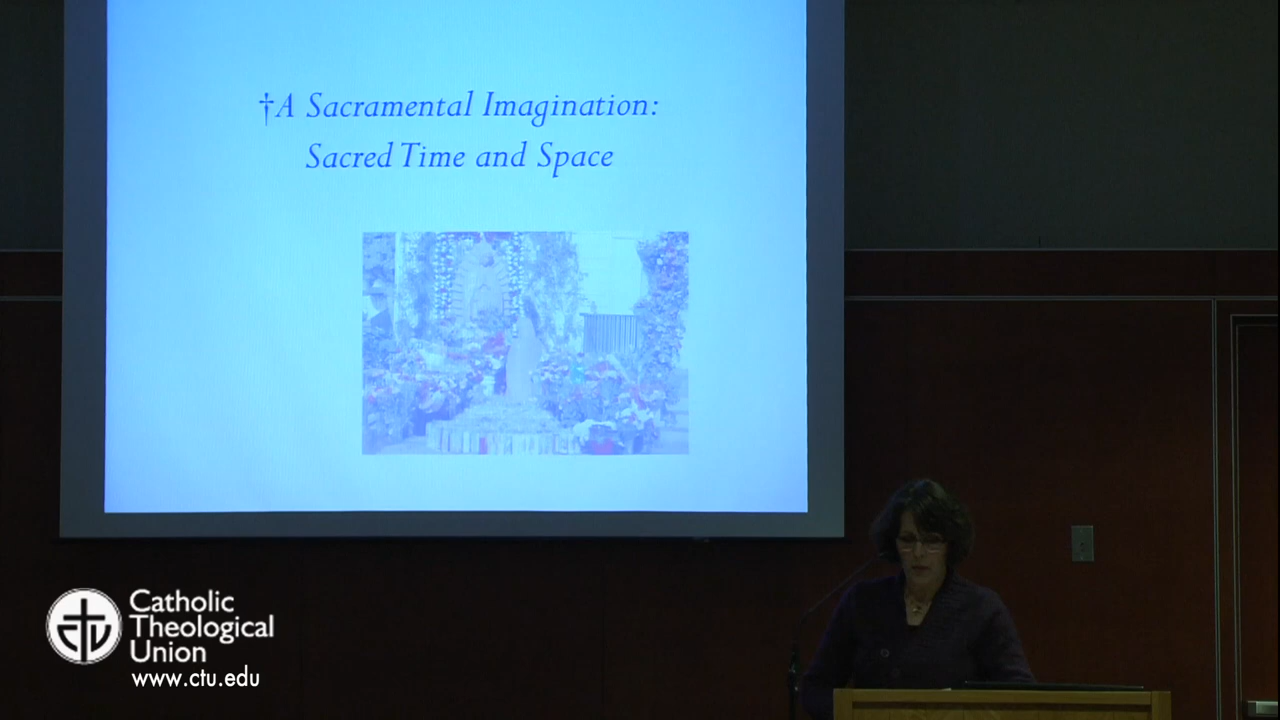 †A Sacramental Imagination:
Sacred Time and Space
Catholic
Theological
Union
www.ctu.edu